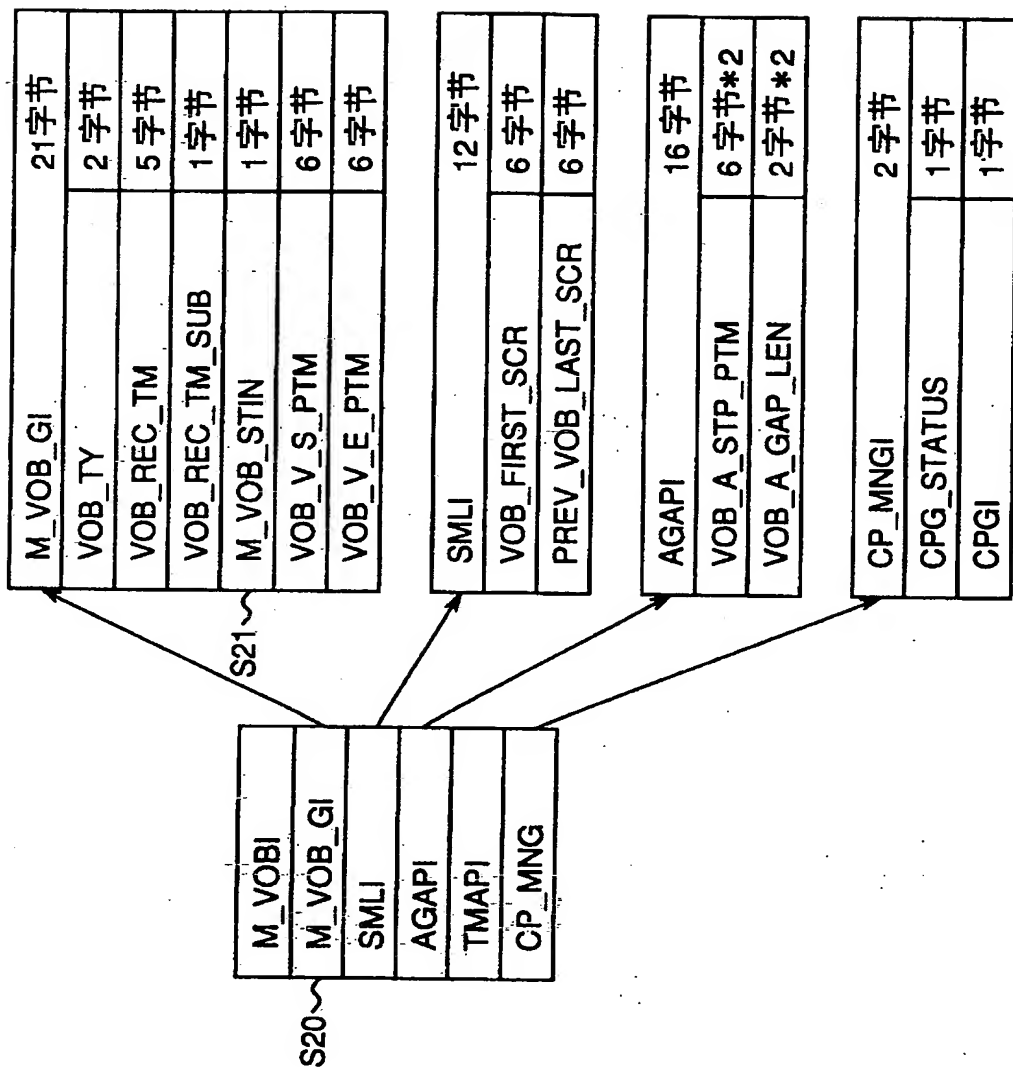 M_VOBI
M_VOB_GI
SMLI
AGAPI
TMAPI
CP_MNG
S20
M_VOB_GI 21字节
VOB_TY 2字节
VOB_REC_TM 5字节
VOB_REC_TM_SUB 1字节
M_VOB_STIN 1字节
VOB_V_S_PTM 6字节
VOB_V_E_PTM 6字节
S21
SMLI 12字节
VOB_FIRST_SCR 6字节
PREV_VOB_LAST_SCR 6字节
AGAPI 16字节
VOB_A_STP_PTM 6字节*2
VOB_A_GAP_LEN 2字节*2
CP_MNGI 2字节
CPG_STATUS 1字节
CPGI 1字节